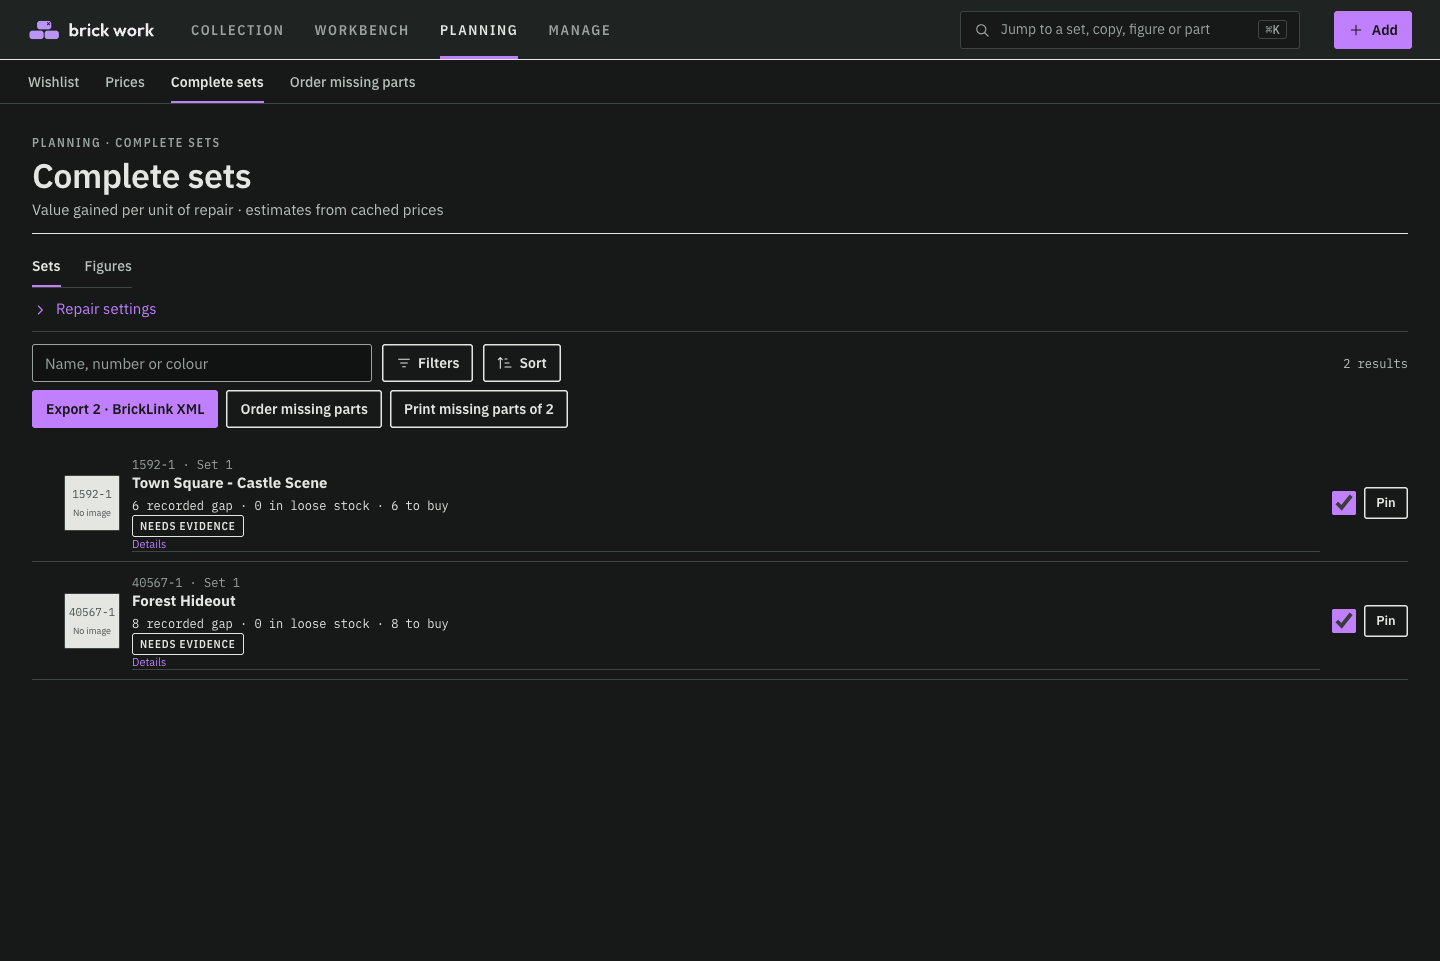 brick work COLLECTION WORKBENCH PLANNING MANAGE Jump to a set, copy, figure or part ⌘K + Add
Wishlist Prices Complete sets Order missing parts
PLANNING · COMPLETE SETS
Complete sets
Value gained per unit of repair · estimates from cached prices
Sets Figures
Repair settings
Name, number or colour Filters Sort 2 results
Export 2 · BrickLink XML Order missing parts Print missing parts of 2
1592-1 · Set 1
Town Square - Castle Scene
6 recorded gap · 0 in loose stock · 6 to buy
NEEDS EVIDENCE
Details
1592-1
No image
Pin
40567-1 · Set 1
Forest Hideout
8 recorded gap · 0 in loose stock · 8 to buy
NEEDS EVIDENCE
Details
40567-1
No image
Pin